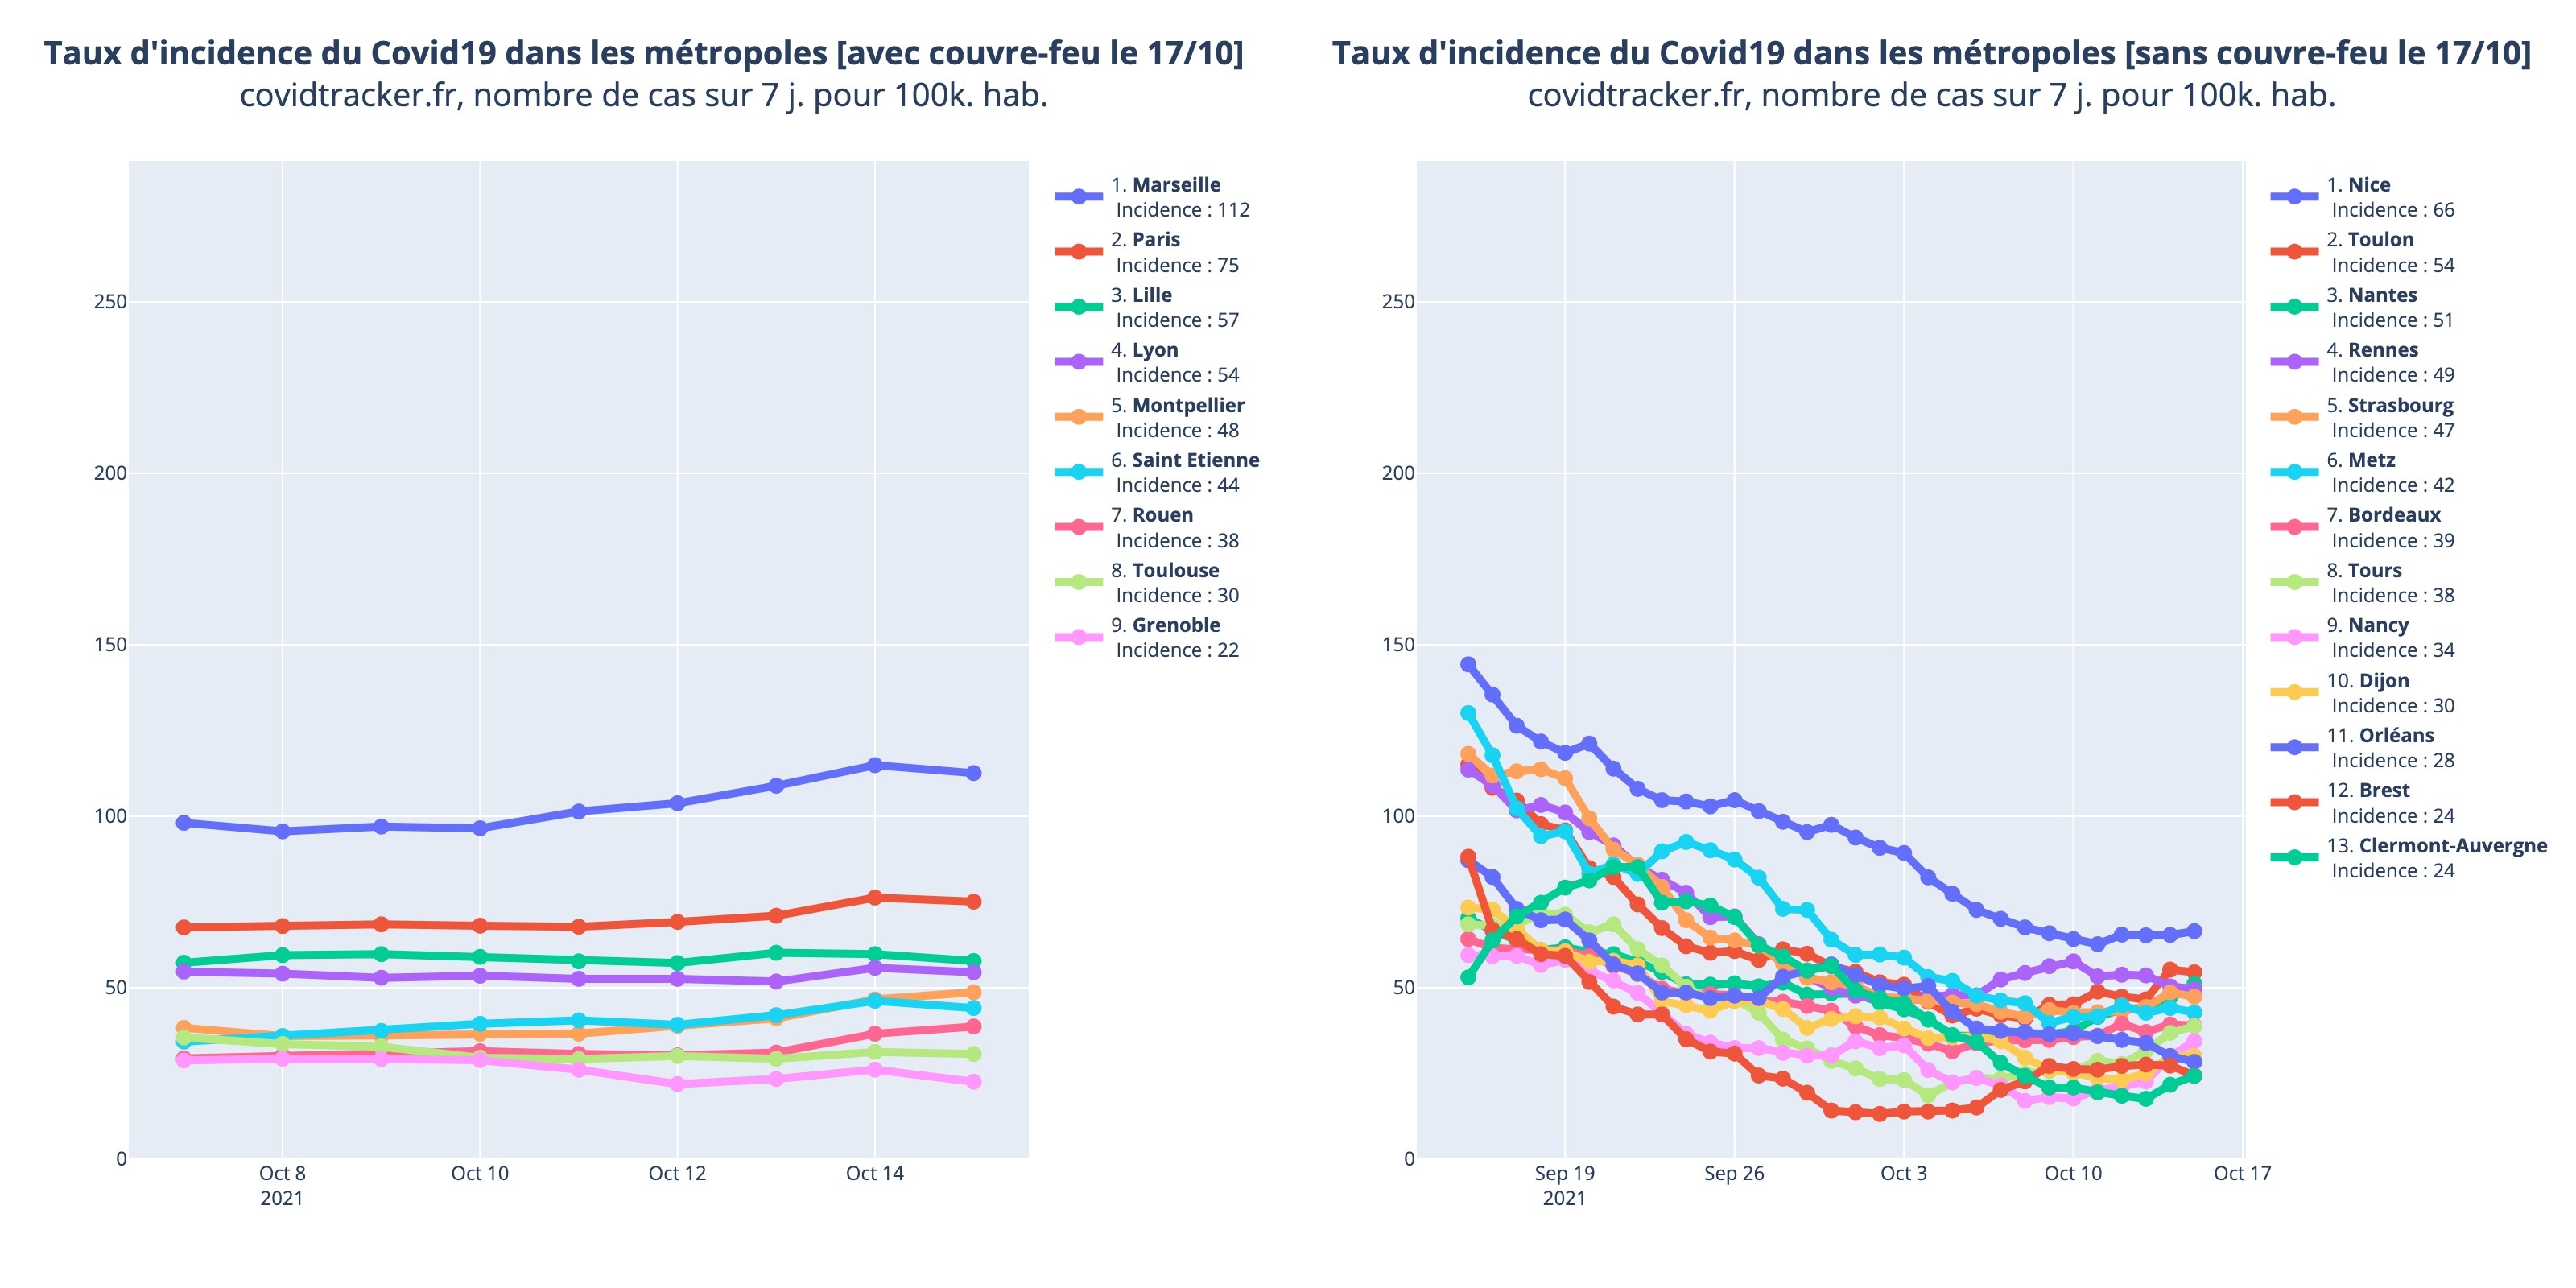 Taux d'incidence du Covid19 dans les métropoles [avec couvre-feu le 17/10]
covidtracker.fr, nombre de cas sur 7 j. pour 100k. hab.
250
200
150
100
50
0
Oct 8
2021
Oct 10
Oct 12
Oct 14
1. Marseille
Incidence : 112
2. Paris
Incidence : 75
3. Lille
Incidence : 57
4. Lyon
Incidence : 54
5. Montpellier
Incidence : 48
6. Saint Etienne
Incidence : 44
7. Rouen
Incidence : 38
8. Toulouse
Incidence : 30
9. Grenoble
Incidence : 22
Taux d'incidence du Covid19 dans les métropoles [sans couvre-feu le 17/10]
covidtracker.fr, nombre de cas sur 7 j. pour 100k. hab.
250
200
150
100
50
0
Sep 19
2021
Sep 26
Oct 3
Oct 10
Oct 17
1. Nice
Incidence : 66
2. Toulon
Incidence : 54
3. Nantes
Incidence : 51
4. Rennes
Incidence : 49
5. Strasbourg
Incidence : 47
6. Metz
Incidence : 42
7. Bordeaux
Incidence : 39
8. Tours
Incidence : 38
9. Nancy
Incidence : 34
10. Dijon
Incidence : 30
11. Orléans
Incidence : 28
12. Brest
Incidence : 24
13. Clermont-Auvergne
Incidence : 24